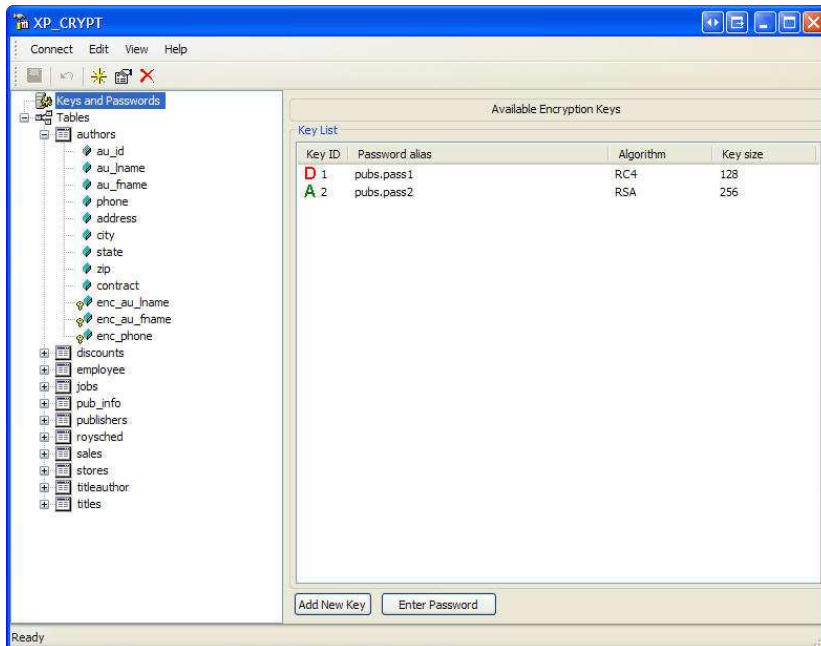 XP_CRYPT
Connect Edit View Help
Keys and Passwords
Tables
authors
au_id
au_lname
au_fname
phone
address
city
state
zip
contract
enc_au_lname
enc_au_fname
enc_phone
discounts
employee
jobs
pub_info
publishers
roysched
sales
stores
titleauthor
titles
Available Encryption Keys
Key List
Key ID Password alias Algorithm Key size
D 1 pubs.pass1 RC4 128
A 2 pubs.pass2 RSA 256
Add New Key Enter Password
Ready